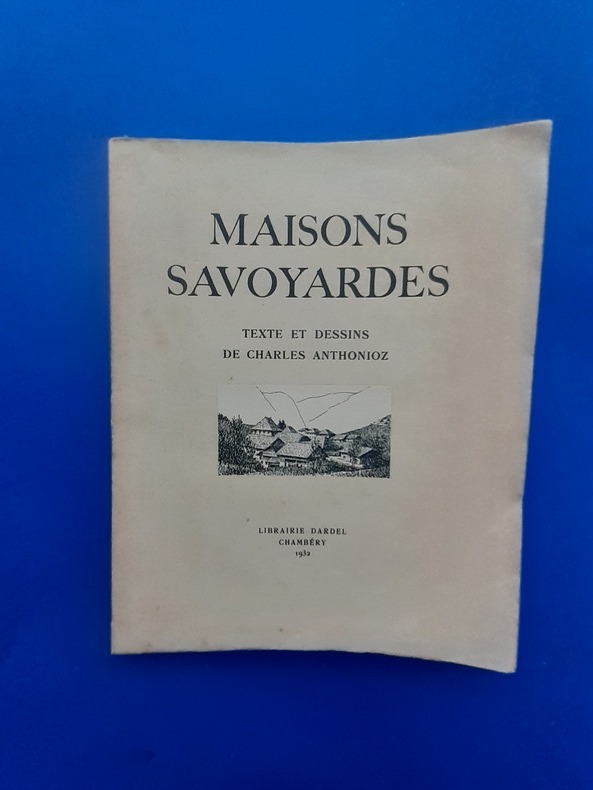 MAISONS
SAVOYARDES
TEXTE ET DESSINS
DE CHARLES ANTHONIOZ
LIBRAIRIE DARDEL
CHAMBÉRY
1932